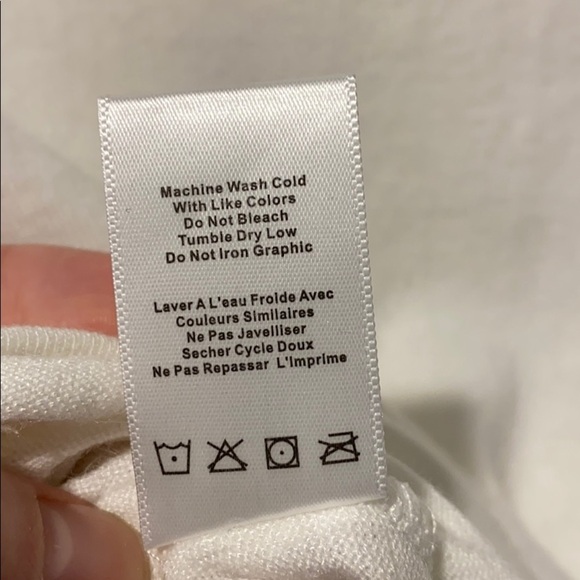 Machine Wash Cold
With Like Colors
Do Not Bleach
Tumble Dry Low
Do Not Iron Graphic
Laver A L'eau Froide Avec
Couleurs Similaires
Ne Pas Javelliser
Secher Cycle Doux
Ne Pas Repassar L'Imprime